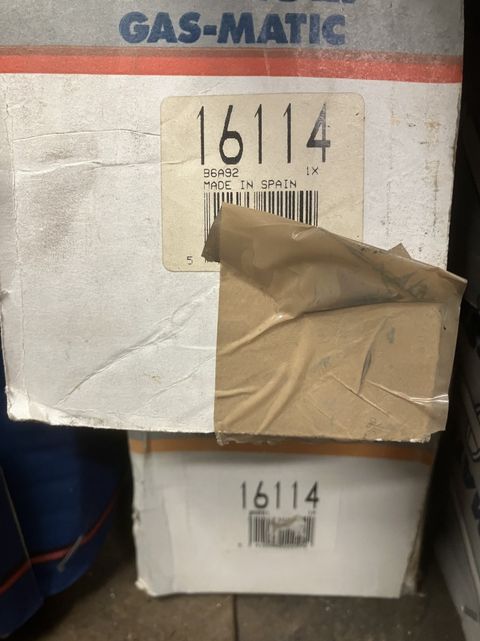 GAS-MATIC
16114
B6A92 1X
MADE IN SPAIN
5
16114